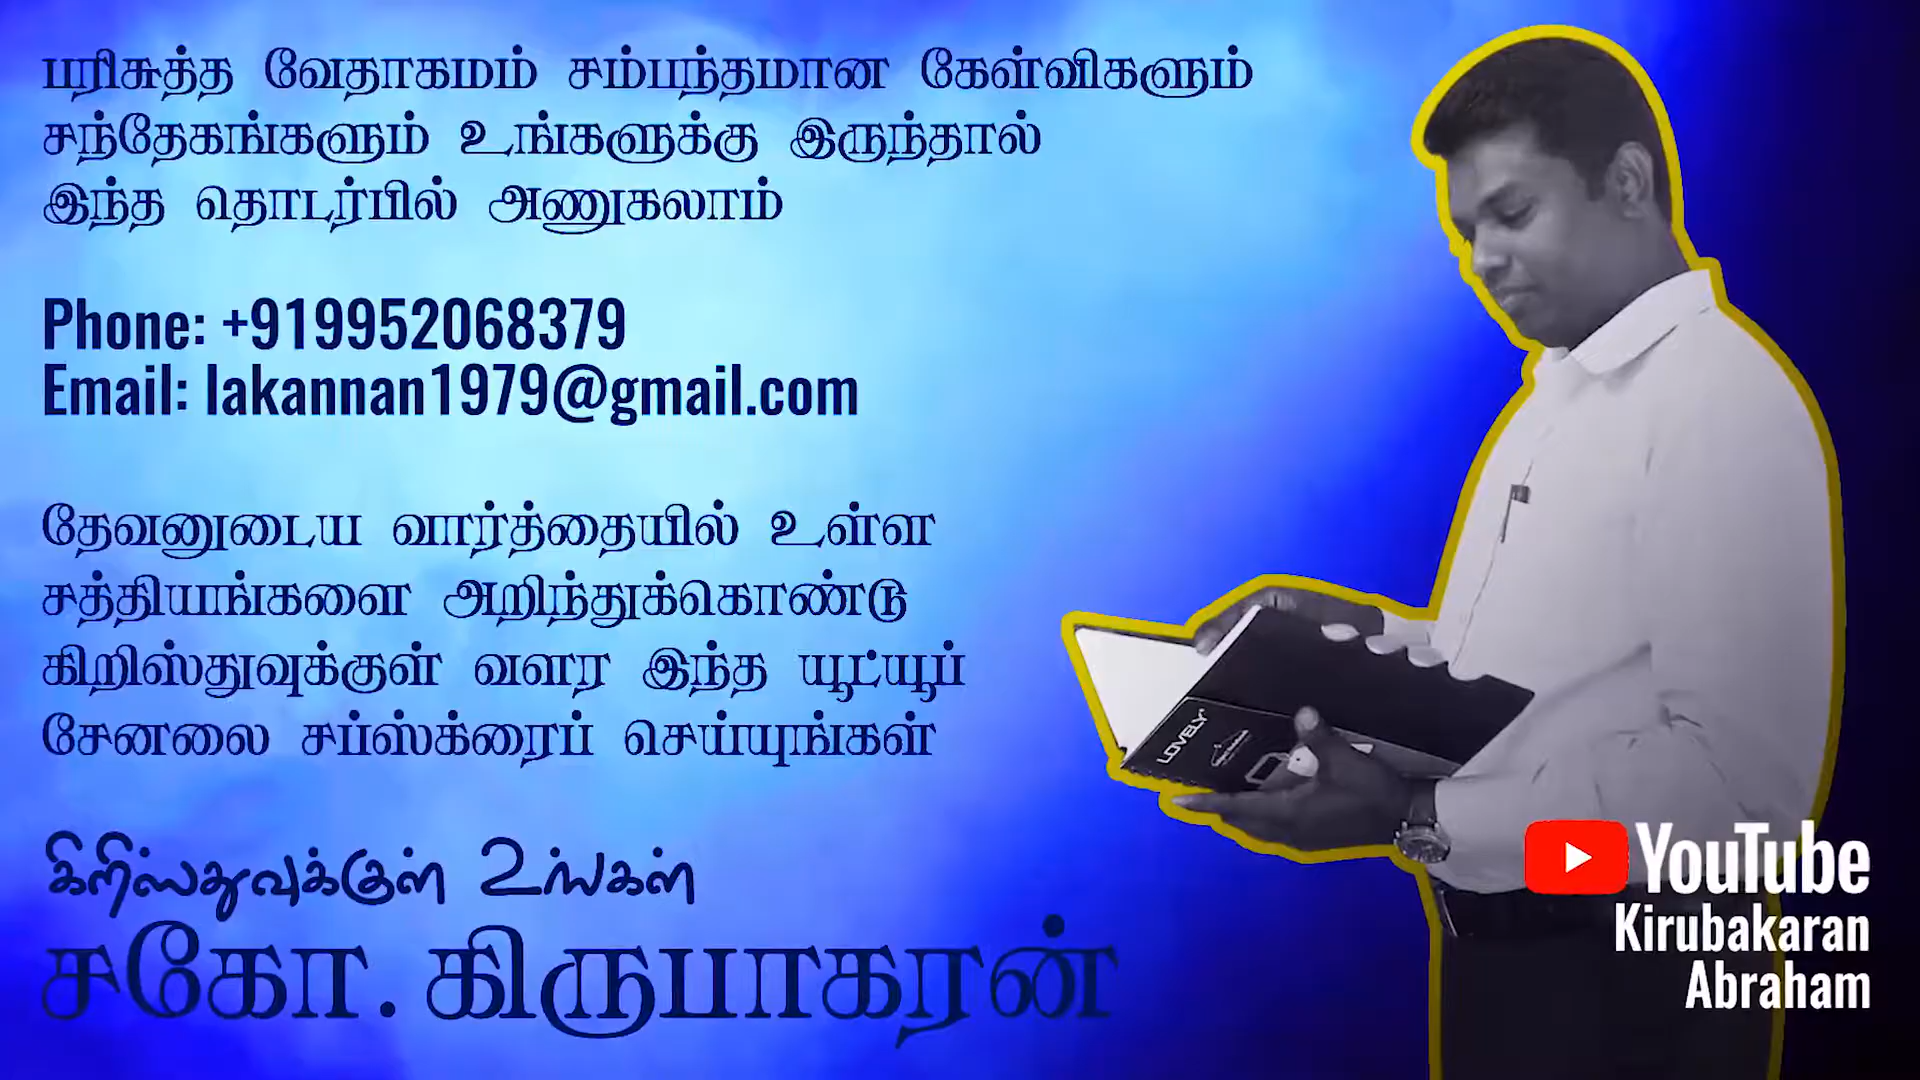 பரிசுத்த வேதாகமம் சம்பந்தமான கேள்விகளும்
சந்தேகங்களும் உங்களுக்கு இருந்தால்
இந்த தொடர்பில் அணுகலாம்
Phone: +919952068379
Email: lakannan1979@gmail.com
தேவனுடைய வார்த்தையில் உள்ள
சத்தியங்களை அறிந்துக்கொண்டு
கிறிஸ்துவுக்குள் வளர இந்த யூட்யூப்
சேனலை சப்ஸ்க்ரைப் செய்யுங்கள்
கிறிஸ்துவுக்குள் உங்கள்
சகோ. கிருபாகரன்
LOVELY
YouTube
Kirubakaran
Abraham